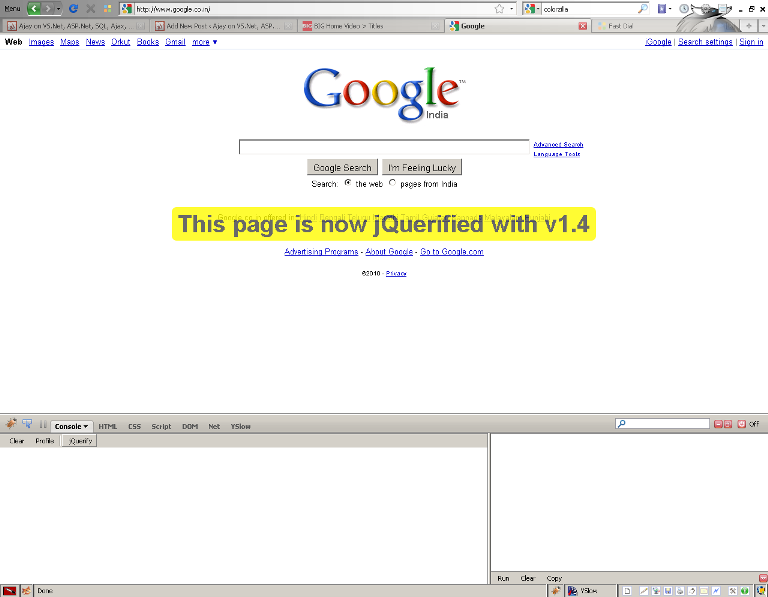 Menu http://www.google.co.in/ colorzilla
Ajay on VS.Net, ASP.Net, SQL, Ajax, Add New Post ‹ Ajay on VS.Net, ASP... BIG Home Video > Titles Google Fast Dial
Web Images Maps News Orkut Books Gmail more ▼ iGoogle | Search settings | Sign in
Google™
India
Advanced Search
Language Tools
Google Search I'm Feeling Lucky
Search: the web pages from India
This page is now jQuerified with v1.4
Advertising Programs - About Google - Go to Google.com
©2010 - Privacy
Console HTML CSS Script DOM Net YSlow Off
Clear Profile jQuerify
Run Clear Copy
Done YSlow